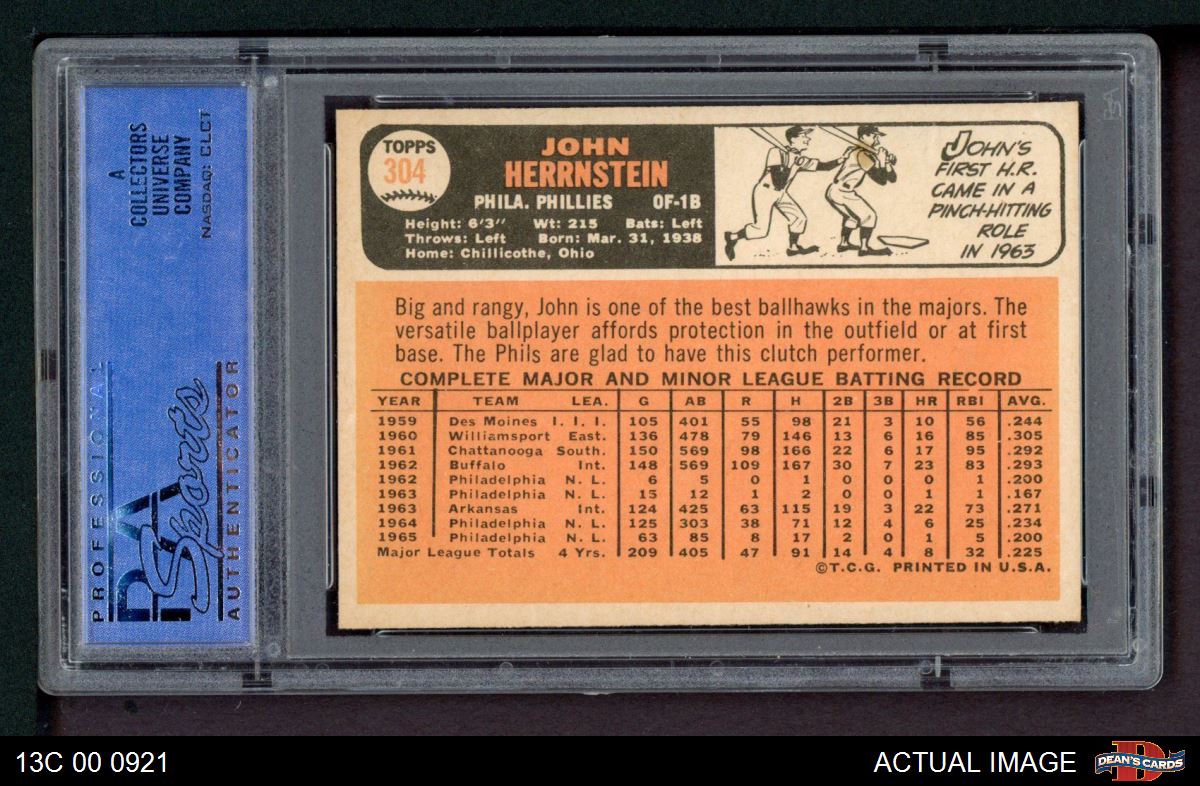 A
COLLECTORS
UNIVERSE
COMPANY
NASDAQ: CLCT
PROFESSIONAL
PSA
Sports
AUTHENTICATOR
TOPPS
304
JOHN
HERRNSTEIN
PHILA. PHILLIES OF-1B
Height: 6'3" Wt: 215 Bats: Left
Throws: Left Born: Mar. 31, 1938
Home: Chillicothe, Ohio
JOHN'S
FIRST H.R.
CAME IN A
PINCH-HITTING
ROLE
IN 1963
Big and rangy, John is one of the best ballhawks in the majors. The
versatile ballplayer affords protection in the outfield or at first
base. The Phils are glad to have this clutch performer.
COMPLETE MAJOR AND MINOR LEAGUE BATTING RECORD
YEAR TEAM LEA. G AB R H 2B 3B HR RBI AVG.
1959 Des Moines I. I. I. 105 401 55 98 21 3 10 56 .244
1960 Williamsport East. 136 478 79 146 13 6 16 85 .305
1961 Chattanooga South. 150 569 98 166 22 6 17 95 .292
1962 Buffalo Int. 148 569 109 167 30 7 23 83 .293
1962 Philadelphia N. L. 6 5 0 1 0 0 0 1 .200
1963 Philadelphia N. L. 15 12 1 2 0 0 1 1 .167
1963 Arkansas Int. 124 425 63 115 19 3 22 73 .271
1964 Philadelphia N. L. 125 303 38 71 12 4 6 25 .234
1965 Philadelphia N. L. 63 85 8 17 2 0 1 5 .200
Major League Totals 4 Yrs. 209 405 47 91 14 4 8 32 .225
©T.C.G. PRINTED IN U.S.A.
13C 00 0921
ACTUAL IMAGE
D
DEAN'S CARDS